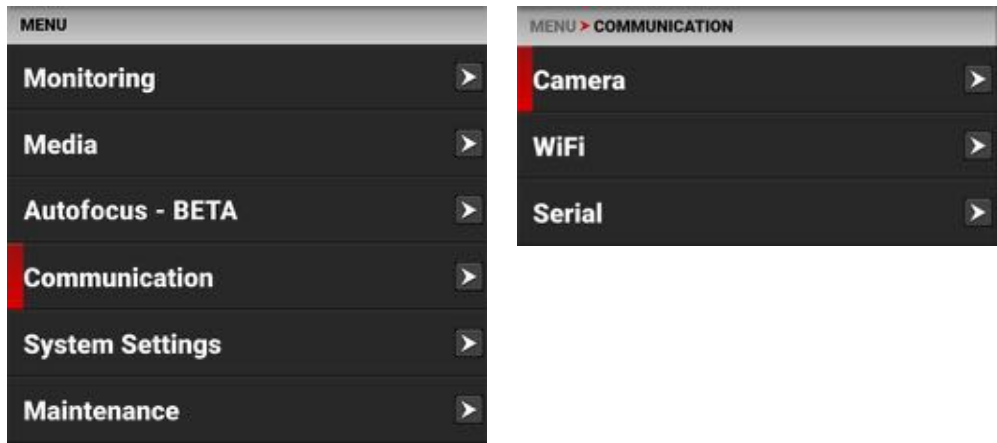 MENU
Monitoring
Media
Autofocus - BETA
Communication
System Settings
Maintenance
MENU > COMMUNICATION
Camera
WiFi
Serial